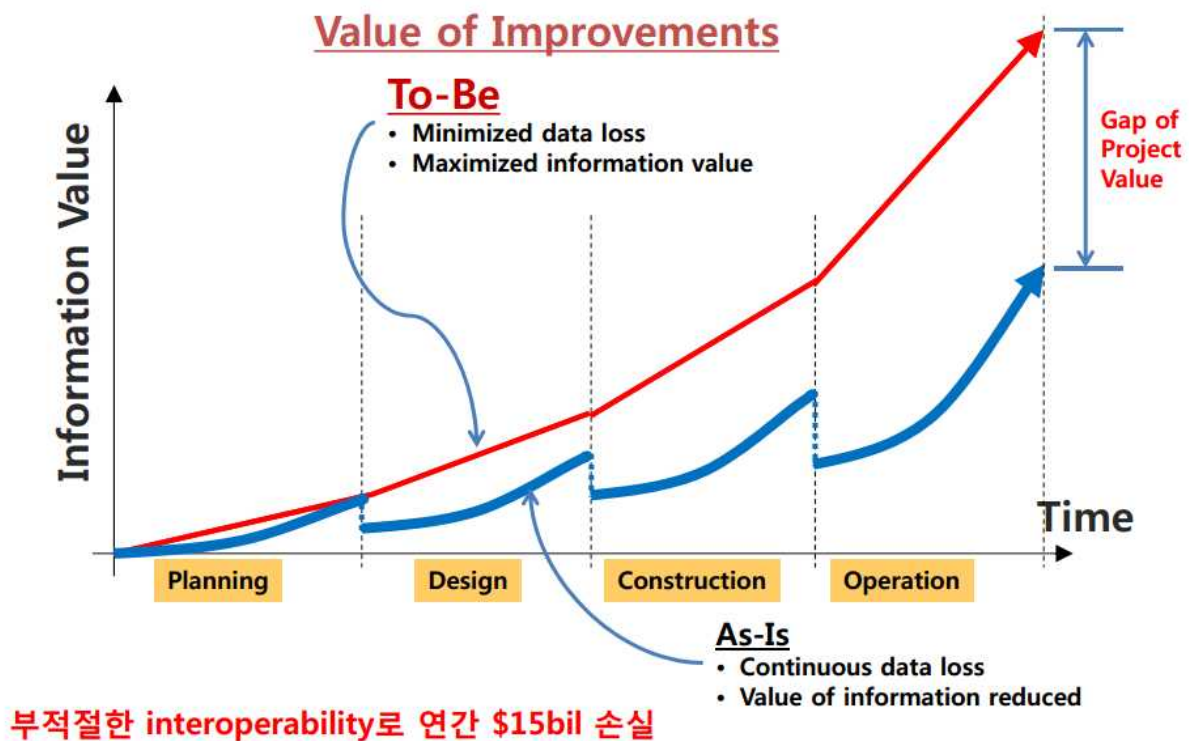 Value of Improvements
To-Be
• Minimized data loss
• Maximized information value
Gap of
Project
Value
Information Value
Time
Planning
Design
Construction
Operation
As-Is
• Continuous data loss
• Value of information reduced
부적절한 interoperability로 연간 $15bil 손실